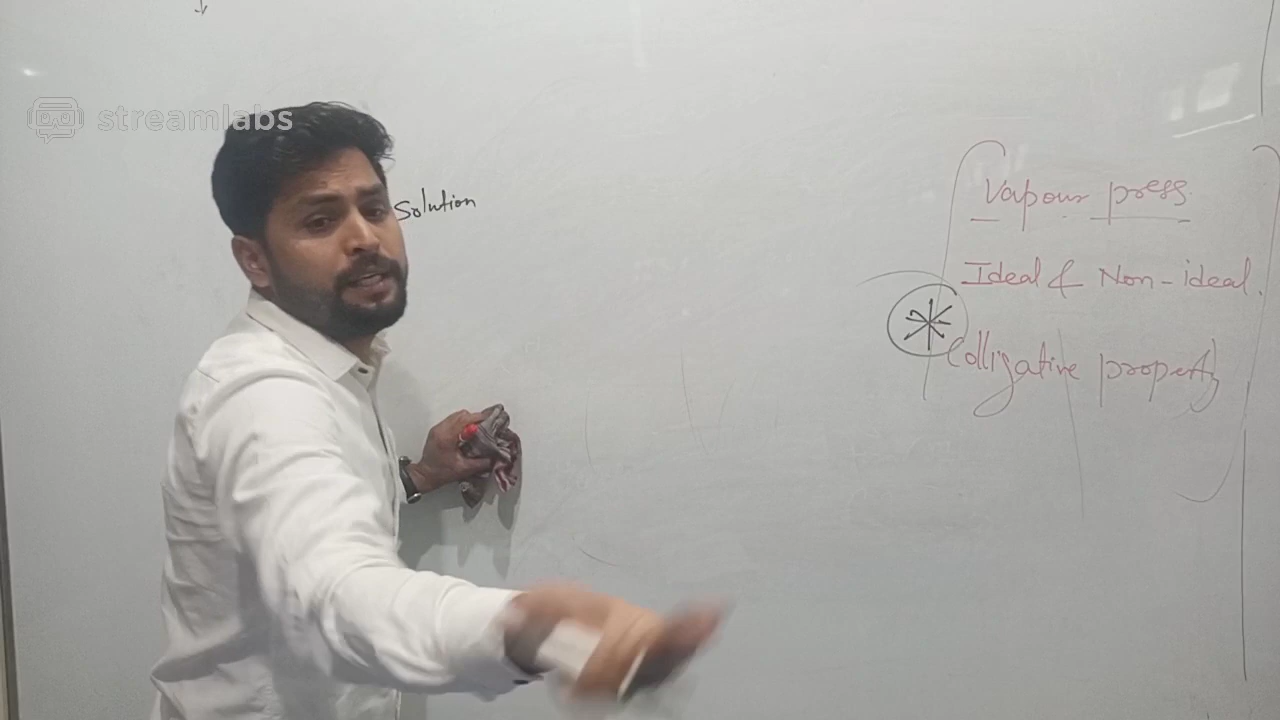 streamlabs
Solution
Vapour press.
Ideal & Non-ideal.
Colligative property